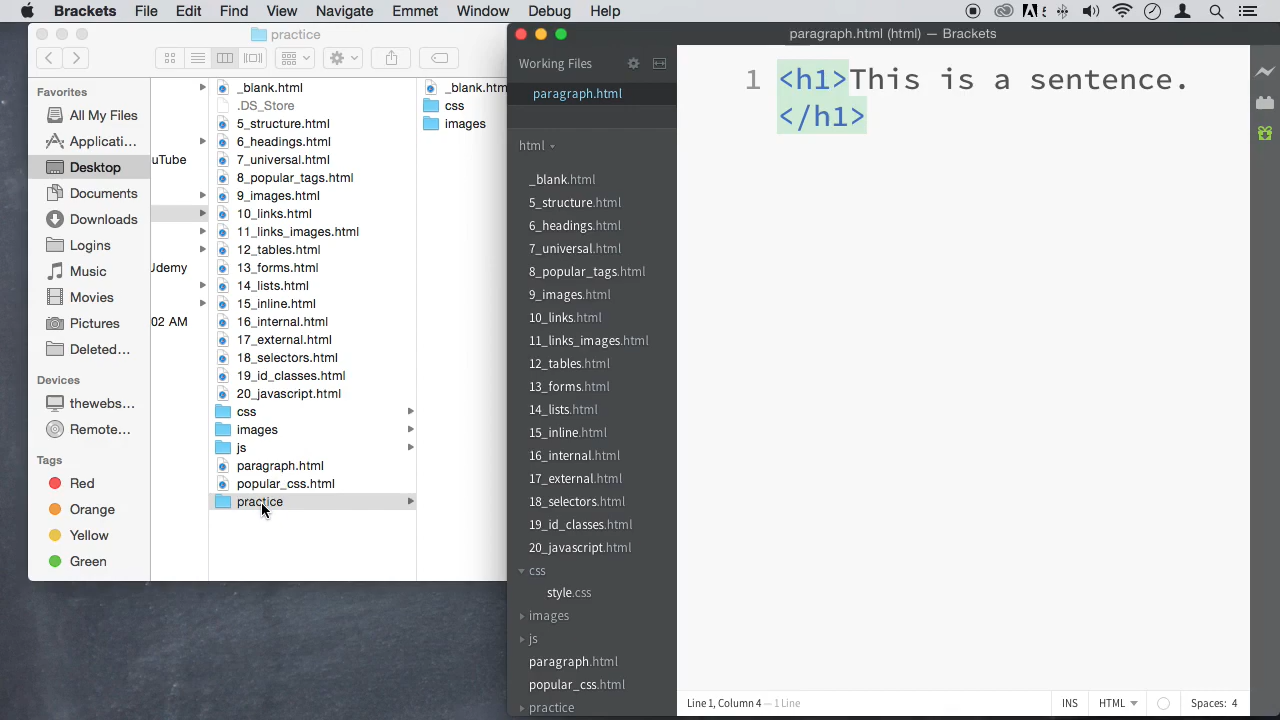 Brackets File Edit Find View Navigate Emmet Window Debug Help
practice
Favorites
All My Files
Applicati...
Desktop
Documents
Downloads
Logins
Music
Movies
Pictures
Deleted...
Devices
thewebs...
Remote...
Tags
Red
Orange
Yellow
Green
uTube
Udemy
02 AM
_blank.html
.DS_Store
5_structure.html
6_headings.html
7_universal.html
8_popular_tags.html
9_images.html
10_links.html
11_links_images.html
12_tables.html
13_forms.html
14_lists.html
15_inline.html
16_internal.html
17_external.html
18_selectors.html
19_id_classes.html
20_javascript.html
css
images
js
paragraph.html
popular_css.html
practice
_blank.htm
css
images
paragraph.html (html) — Brackets
Working Files
paragraph.html
html
_blank.html
5_structure.html
6_headings.html
7_universal.html
8_popular_tags.html
9_images.html
10_links.html
11_links_images.html
12_tables.html
13_forms.html
14_lists.html
15_inline.html
16_internal.html
17_external.html
18_selectors.html
19_id_classes.html
20_javascript.html
css
style.css
images
js
paragraph.html
popular_css.html
practice
1 <h1>This is a sentence.
</h1>
Line 1, Column 4 — 1 Line
INS HTML Spaces: 4